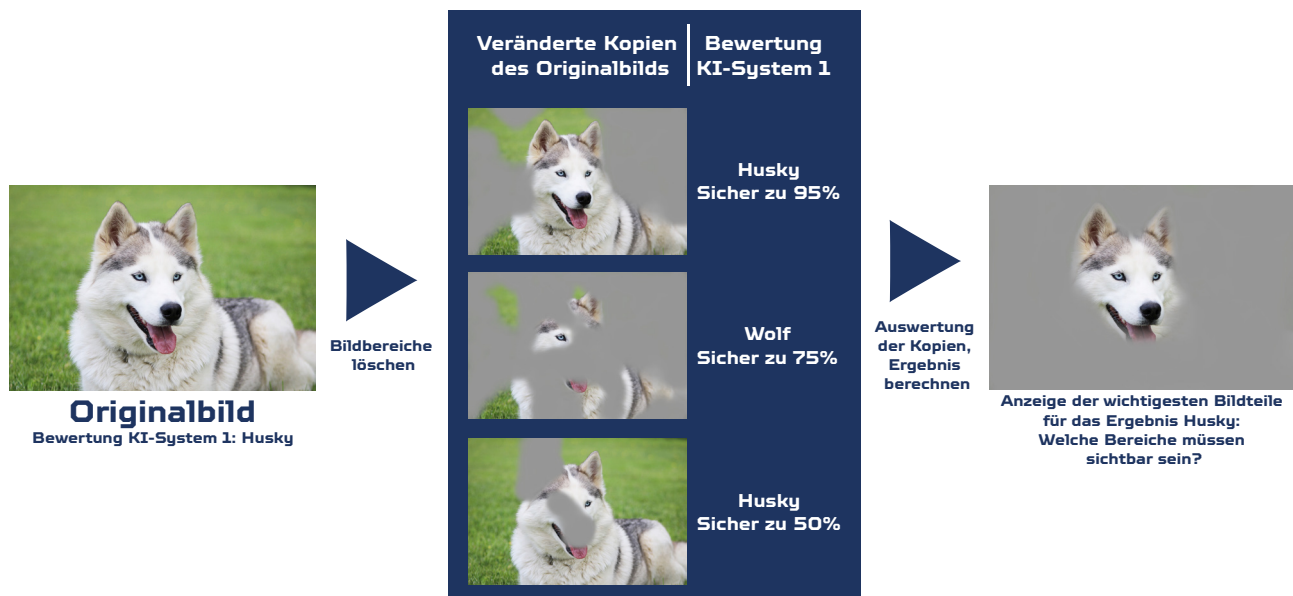 Originalbild
Bewertung KI-System 1: Husky
Bildbereiche
löschen
Veränderte Kopien
des Originalbilds
Bewertung
KI-System 1
Husky
Sicher zu 95%
Wolf
Sicher zu 75%
Husky
Sicher zu 50%
Auswertung
der Kopien,
Ergebnis
berechnen
Anzeige der wichtigesten Bildteile
für das Ergebnis Husky:
Welche Bereiche müssen
sichtbar sein?